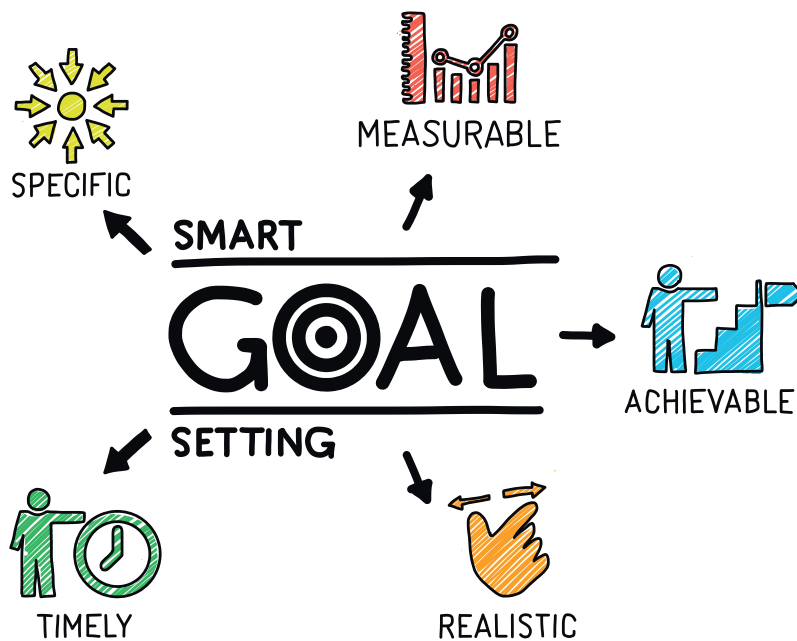 MEASURABLE
SPECIFIC
SMART
GOAL
SETTING
ACHIEVABLE
TIMELY
REALISTIC